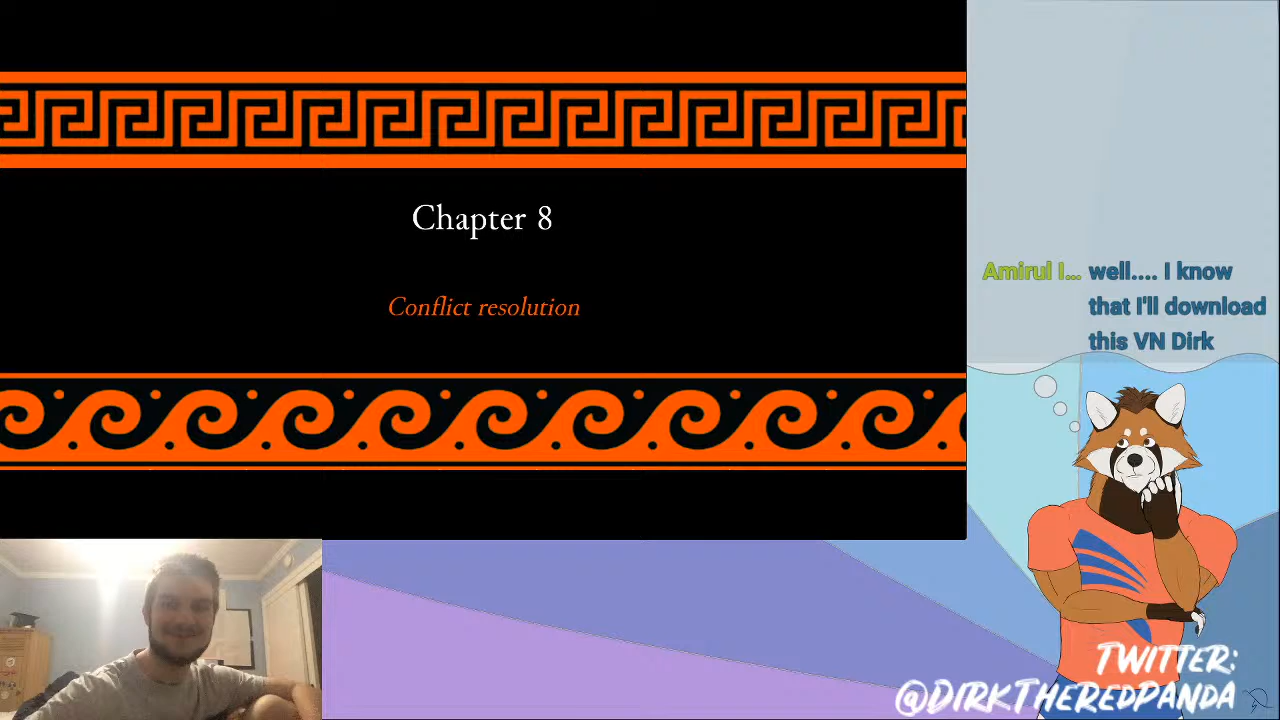 Chapter 8
Conflict resolution
Amirul I... well.... I know
that I'll download
this VN Dirk
TWITTER:
@DIRKTHEREDPANDA